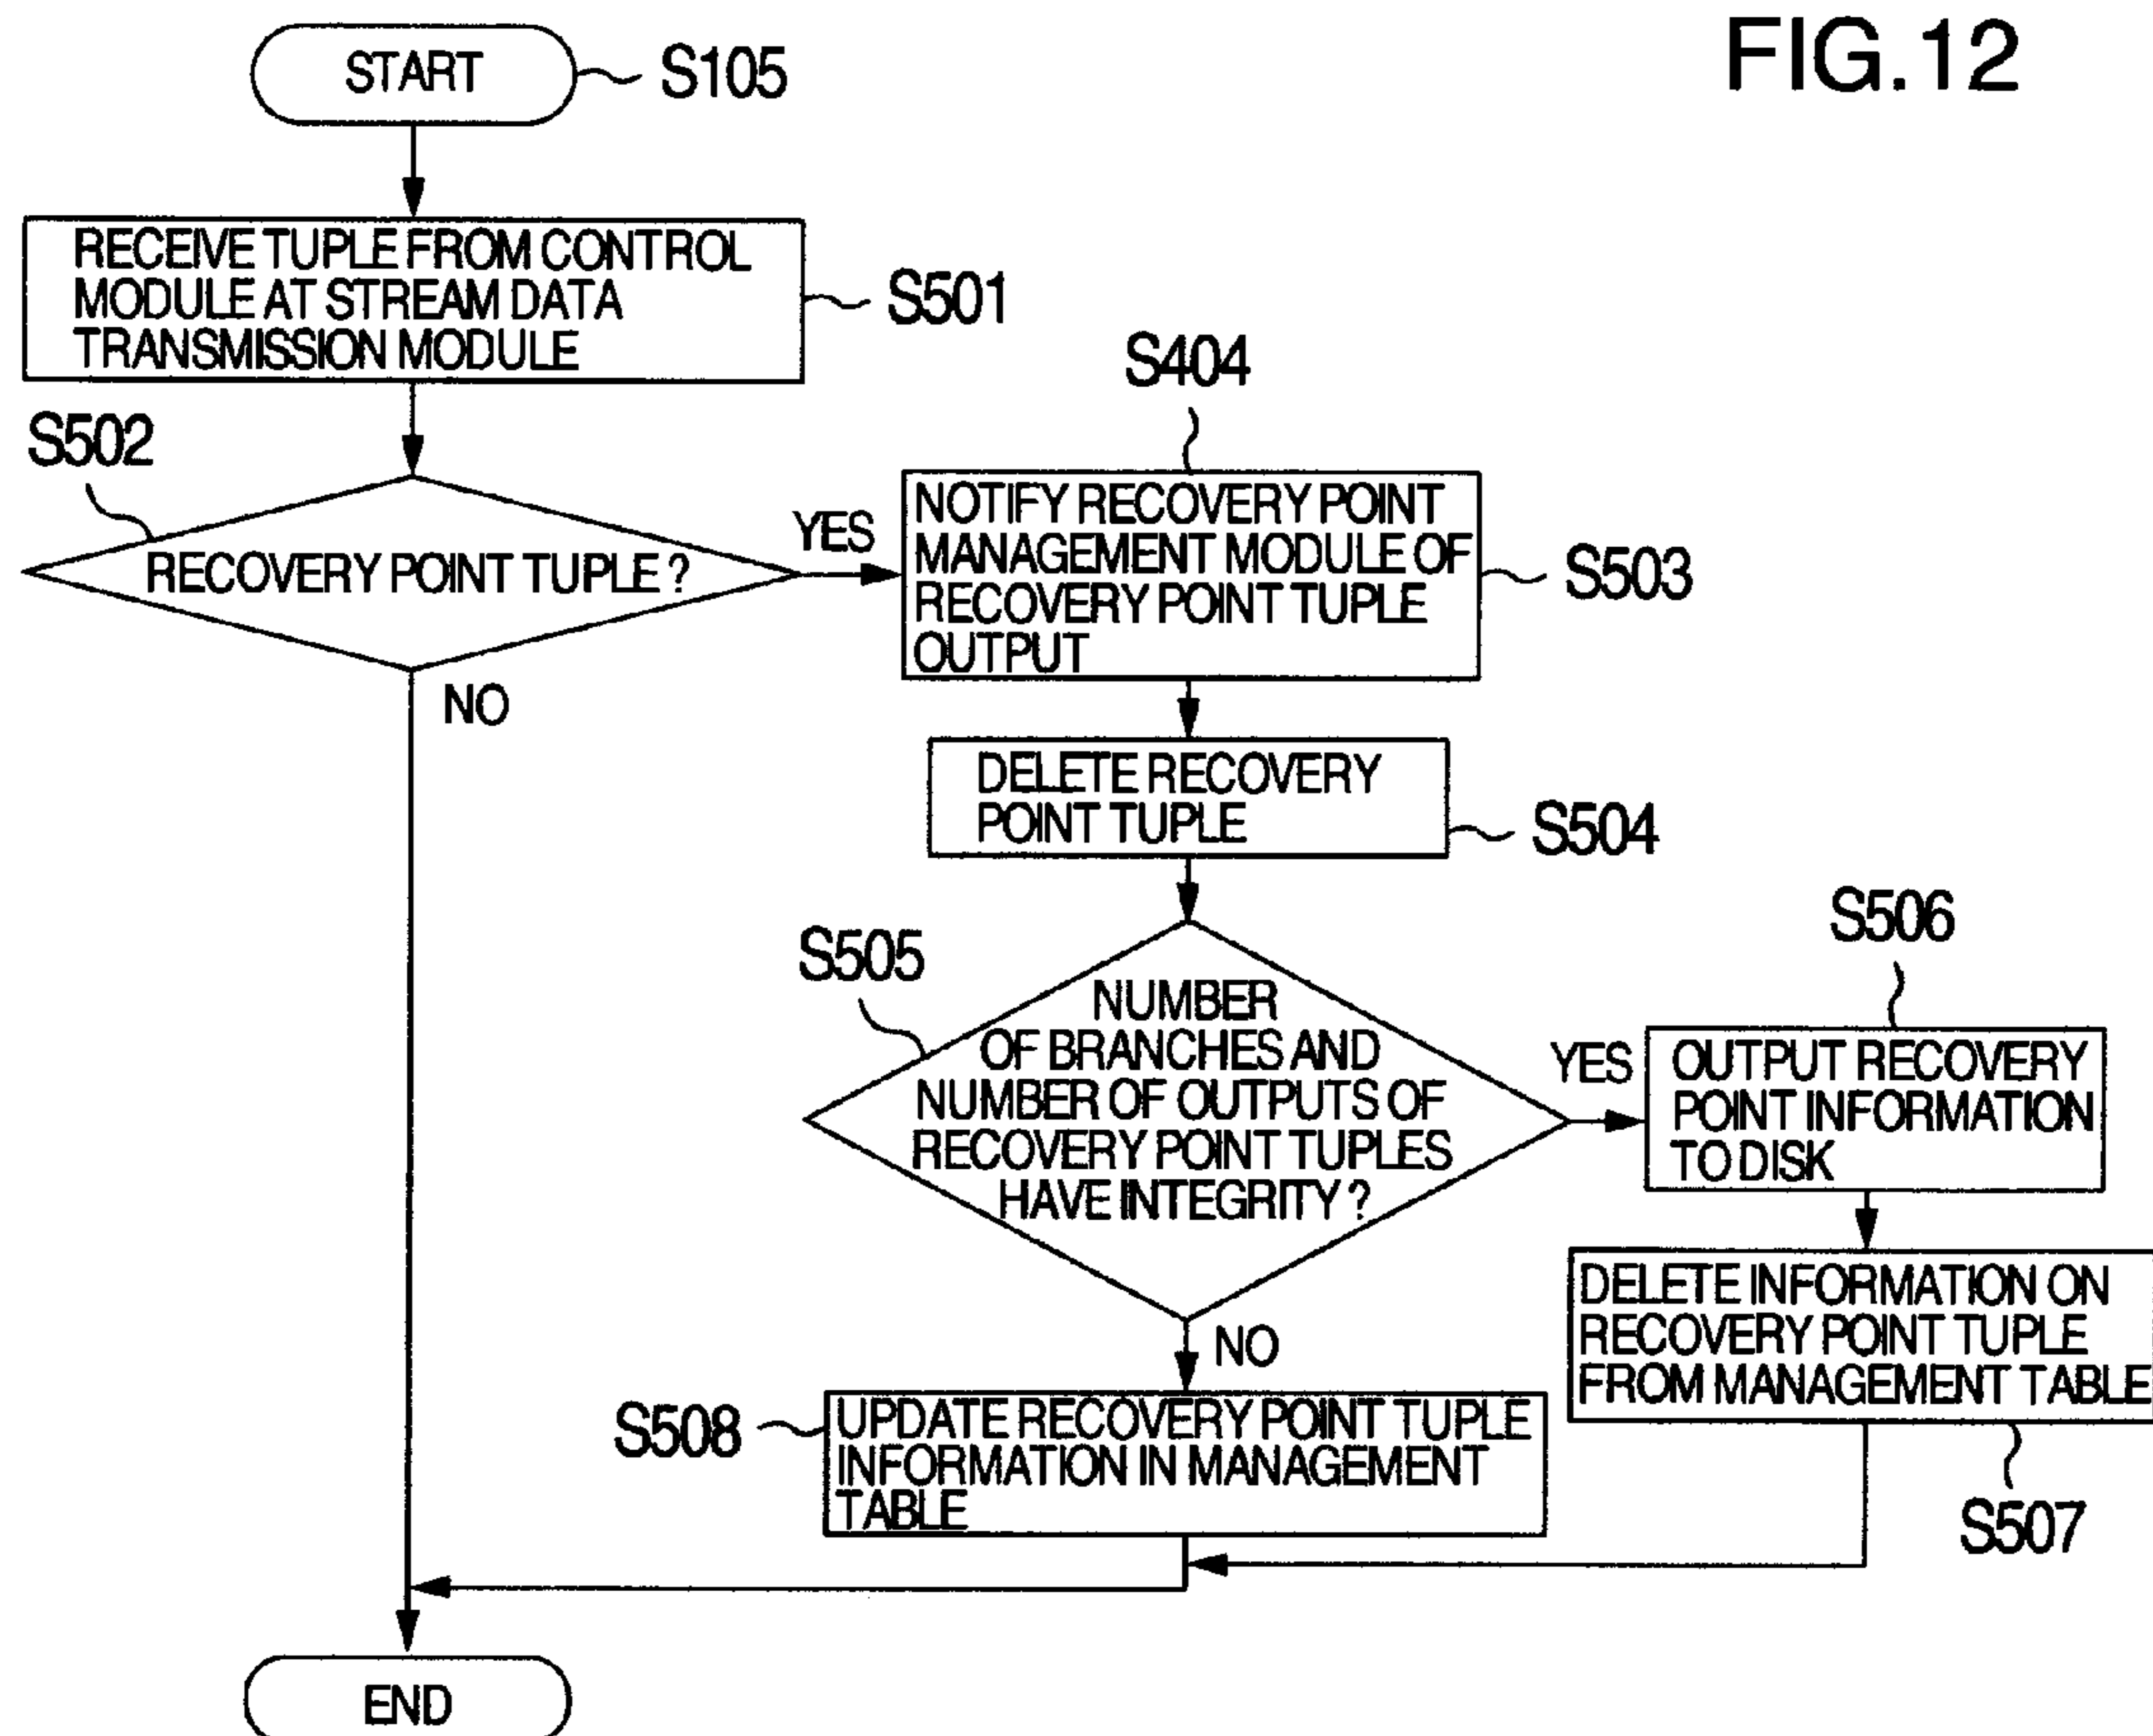 FIG.12
START
S105
RECEIVE TUPLE FROM CONTROL
MODULE AT STREAM DATA
TRANSMISSION MODULE
S501
S502
RECOVERY POINT TUPLE ?
YES
NO
S404
NOTIFY RECOVERY POINT
MANAGEMENT MODULE OF
RECOVERY POINT TUPLE
OUTPUT
S503
DELETE RECOVERY
POINT TUPLE
S504
S505
NUMBER
OF BRANCHES AND
NUMBER OF OUTPUTS OF
RECOVERY POINT TUPLES
HAVE INTEGRITY ?
YES
NO
S506
OUTPUT RECOVERY
POINT INFORMATION
TO DISK
DELETE INFORMATION ON
RECOVERY POINT TUPLE
FROM MANAGEMENT TABLE
S507
S508
UPDATE RECOVERY POINT TUPLE
INFORMATION IN MANAGEMENT
TABLE
END